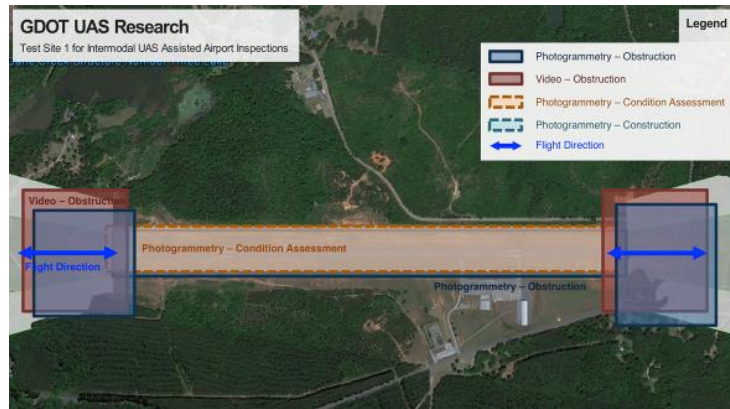 GDOT UAS Research
Test Site 1 for Intermodal UAS Assisted Airport Inspections
Legend
Photogrammetry – Obstruction
Video – Obstruction
Photogrammetry – Condition Assessment
Photogrammetry – Construction
Flight Direction
Video – Obstruction
Photogrammetry – Condition Assessment
Flight Direction
Photogrammetry – Obstruction